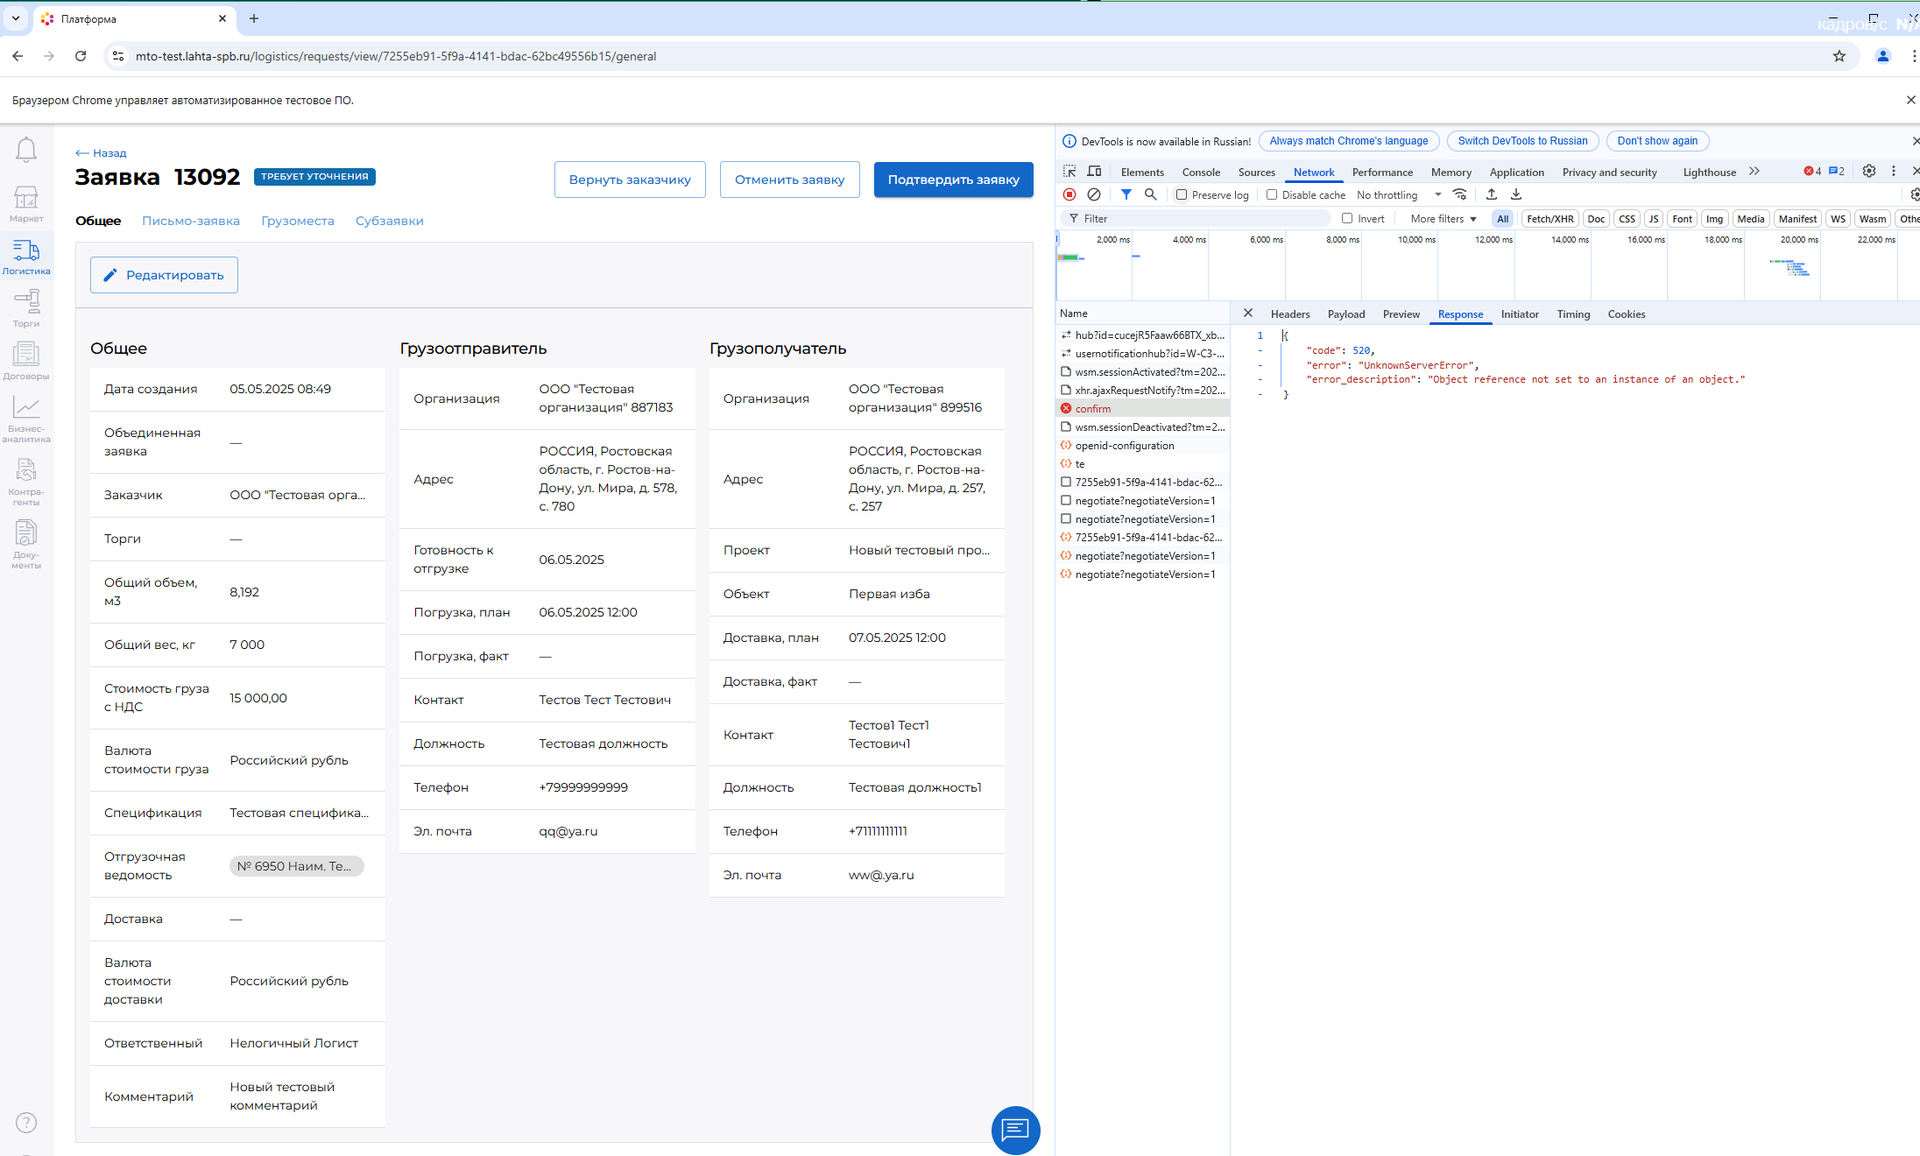 Платформа
кадров/с N/A
mto-test.lahta-spb.ru/logistics/requests/view/7255eb91-5f9a-4141-bdac-62bc49556b15/general
Браузером Chrome управляет автоматизированное тестовое ПО.
Маркет
Логистика
Торги
Договоры
Бизнес-
аналитика
Контра-
генты
Доку-
менты
Назад
Заявка 13092 ТРЕБУЕТ УТОЧНЕНИЯ
Вернуть заказчику
Отменить заявку
Подтвердить заявку
Общее Письмо-заявка Грузоместа Субзаявки
Редактировать
Общее
Дата создания 05.05.2025 08:49
Объединенная
заявка —
Заказчик ООО "Тестовая орга...
Торги —
Общий объем,
м3 8,192
Общий вес, кг 7 000
Стоимость груза
с НДС 15 000,00
Валюта
стоимости груза Российский рубль
Спецификация Тестовая специфика...
Отгрузочная
ведомость № 6950 Наим. Те...
Доставка —
Валюта
стоимости
доставки Российский рубль
Ответственный Нелогичный Логист
Комментарий Новый тестовый
комментарий
Грузоотправитель
Организация ООО "Тестовая
организация" 887183
Адрес РОССИЯ, Ростовская
область, г. Ростов-на-
Дону, ул. Мира, д. 578,
с. 780
Готовность к
отгрузке 06.05.2025
Погрузка, план 06.05.2025 12:00
Погрузка, факт —
Контакт Тестов Тест Тестович
Должность Тестовая должность
Телефон +79999999999
Эл. почта qq@ya.ru
Грузополучатель
Организация ООО "Тестовая
организация" 899516
Адрес РОССИЯ, Ростовская
область, г. Ростов-на-
Дону, ул. Мира, д. 257,
с. 257
Проект Новый тестовый про...
Объект Первая изба
Доставка, план 07.05.2025 12:00
Доставка, факт —
Контакт Тестов1 Тест1
Тестович1
Должность Тестовая должность1
Телефон +71111111111
Эл. почта ww@.ya.ru
DevTools is now available in Russian! Always match Chrome's language Switch DevTools to Russian Don't show again
Elements Console Sources Network Performance Memory Application Privacy and security Lighthouse 4 2
Preserve log Disable cache No throttling
Filter Invert More filters All Fetch/XHR Doc CSS JS Font Img Media Manifest WS Wasm Othe
2,000 ms 4,000 ms 6,000 ms 8,000 ms 10,000 ms 12,000 ms 14,000 ms 16,000 ms 18,000 ms 20,000 ms 22,000 ms
Name
hub?id=cucejR5Faaw66BTX_xb...
usernotificationhub?id=W-C3-...
wsm.sessionActivated?tm=202...
xhr.ajaxRequestNotify?tm=202...
confirm
wsm.sessionDeactivated?tm=2...
openid-configuration
te
7255eb91-5f9a-4141-bdac-62...
negotiate?negotiateVersion=1
negotiate?negotiateVersion=1
7255eb91-5f9a-4141-bdac-62...
negotiate?negotiateVersion=1
negotiate?negotiateVersion=1
Headers Payload Preview Response Initiator Timing Cookies
1 {
- "code": 520,
- "error": "UnknownServerError",
- "error_description": "Object reference not set to an instance of an object."
- }